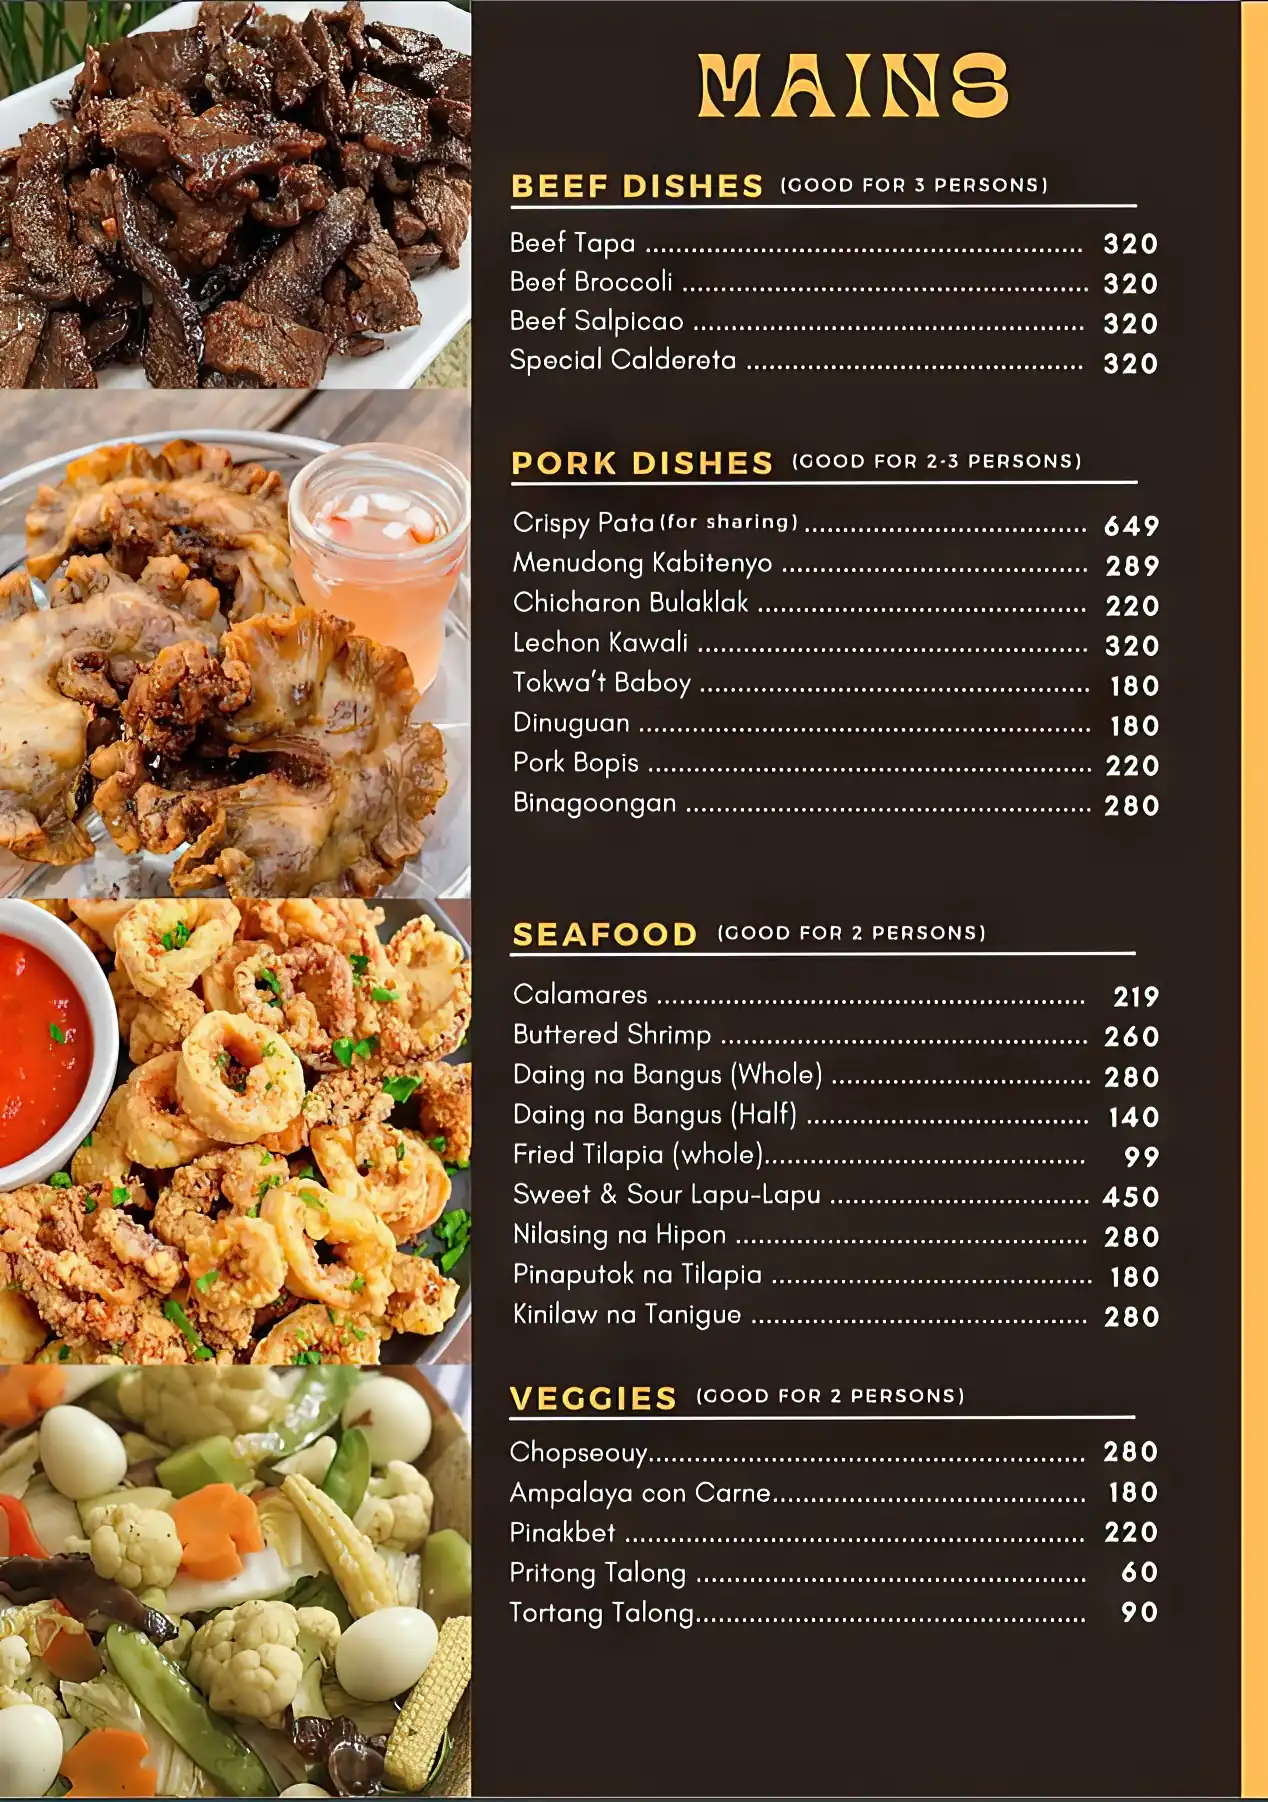 MAINS
BEEF DISHES (GOOD FOR 3 PERSONS)
Beef Tapa ........................................................ 320
Beef Broccoli .................................................... 320
Beef Salpicao .................................................. 320
Special Caldereta ........................................... 320
PORK DISHES (GOOD FOR 2-3 PERSONS)
Crispy Pata (for sharing) .................................... 649
Menudong Kabitenyo ....................................... 289
Chicharon Bulaklak .......................................... 220
Lechon Kawali .................................................. 320
Tokwa't Baboy .................................................. 180
Dinuguan .......................................................... 180
Pork Bopis ......................................................... 220
Binagoongan .................................................... 280
SEAFOOD (GOOD FOR 2 PERSONS)
Calamares ....................................................... 219
Buttered Shrimp ............................................... 260
Daing na Bangus (Whole) ................................. 280
Daing na Bangus (Half) .................................... 140
Fried Tilapia (whole)......................................... 99
Sweet & Sour Lapu-Lapu ................................. 450
Nilasing na Hipon ............................................. 280
Pinaputok na Tilapia ......................................... 180
Kinilaw na Tanigue ........................................... 280
VEGGIES (GOOD FOR 2 PERSONS)
Chopseouy........................................................ 280
Ampalaya con Carne........................................ 180
Pinakbet ........................................................... 220
Pritong Talong .................................................. 60
Tortang Talong.................................................. 90